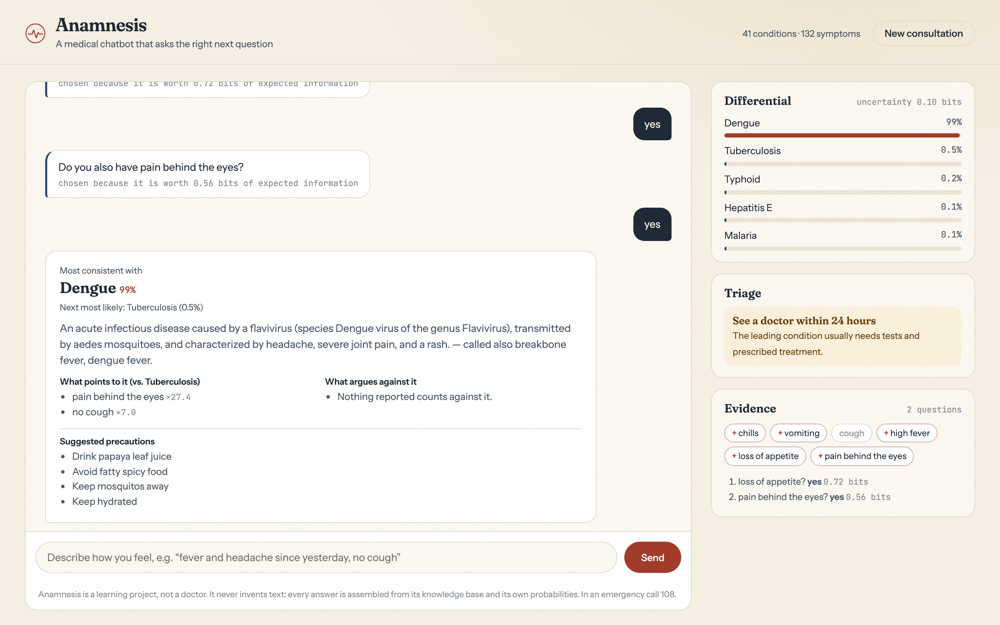 Anamnesis
A medical chatbot that asks the right next question
41 conditions · 132 symptoms
New consultation
chosen because it is worth 0.72 bits of expected information
yes
Do you also have pain behind the eyes?
chosen because it is worth 0.56 bits of expected information
yes
Most consistent with
Dengue 99%
Next most likely: Tuberculosis (0.5%)
An acute infectious disease caused by a flavivirus (species Dengue virus of the genus Flavivirus), transmitted
by aedes mosquitoes, and characterized by headache, severe joint pain, and a rash. — called also breakbone
fever, dengue fever.
What points to it (vs. Tuberculosis)
• pain behind the eyes ×27.4
• no cough ×7.0
What argues against it
• Nothing reported counts against it.
Suggested precautions
• Drink papaya leaf juice
• Avoid fatty spicy food
• Keep mosquitos away
• Keep hydrated
Describe how you feel, e.g. “fever and headache since yesterday, no cough”
Send
Anamnesis is a learning project, not a doctor. It never invents text: every answer is assembled from its knowledge base and its own probabilities. In an emergency call 108.
Differential
uncertainty 0.10 bits
Dengue 99%
Tuberculosis 0.5%
Typhoid 0.2%
Hepatitis E 0.1%
Malaria 0.1%
Triage
See a doctor within 24 hours
The leading condition usually needs tests and
prescribed treatment.
Evidence
2 questions
+ chills + vomiting cough + high fever
+ loss of appetite + pain behind the eyes
1. loss of appetite? yes 0.72 bits
2. pain behind the eyes? yes 0.56 bits